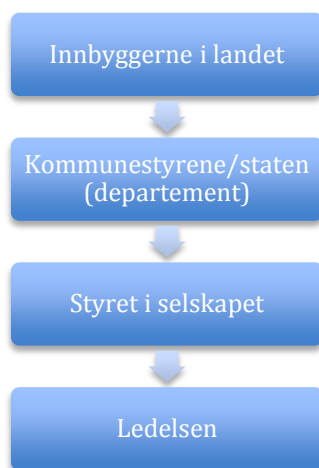 Innbyggerne i landet
Kommunestyrene/staten
(departement)
Styret i selskapet
Ledelsen